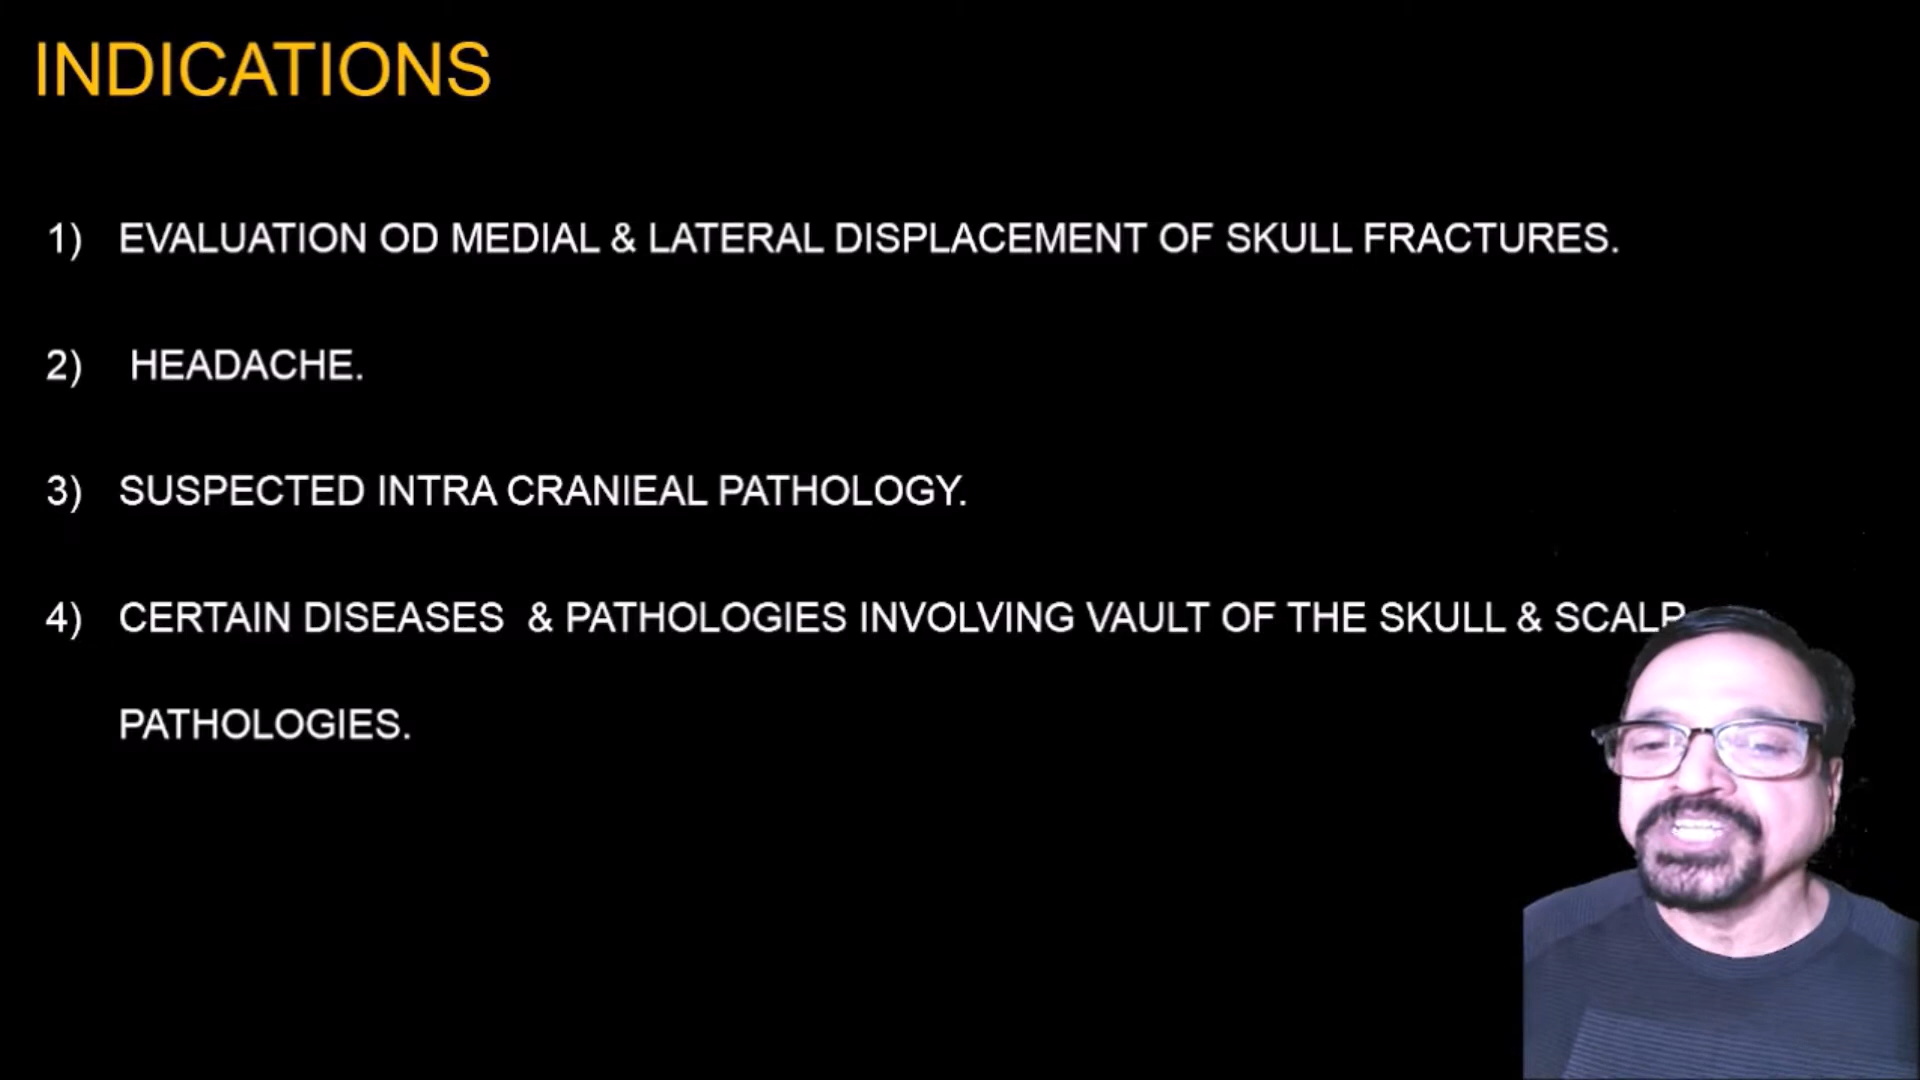 INDICATIONS
1) EVALUATION OD MEDIAL & LATERAL DISPLACEMENT OF SKULL FRACTURES.
2) HEADACHE.
3) SUSPECTED INTRA CRANIEAL PATHOLOGY.
4) CERTAIN DISEASES & PATHOLOGIES INVOLVING VAULT OF THE SKULL & SCALP
PATHOLOGIES.